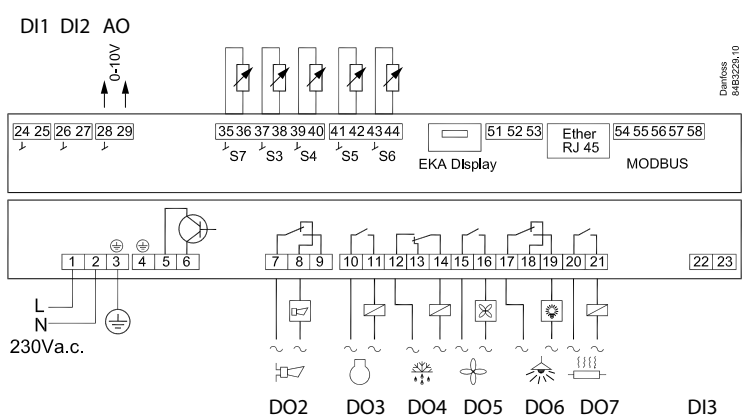 DI1 DI2 AO
0-10V
Danfoss
84B3229.10
24 25 26 27 28 29 35 36 37 38 39 40 41 42 43 44 51 52 53 Ether RJ 45 54 55 56 57 58
S7 S3 S4 S5 S6 EKA Display MODBUS
1 2 3 4 5 6 7 8 9 10 11 12 13 14 15 16 17 18 19 20 21 22 23
L
N
230Va.c.
DO2 DO3 DO4 DO5 DO6 DO7 DI3